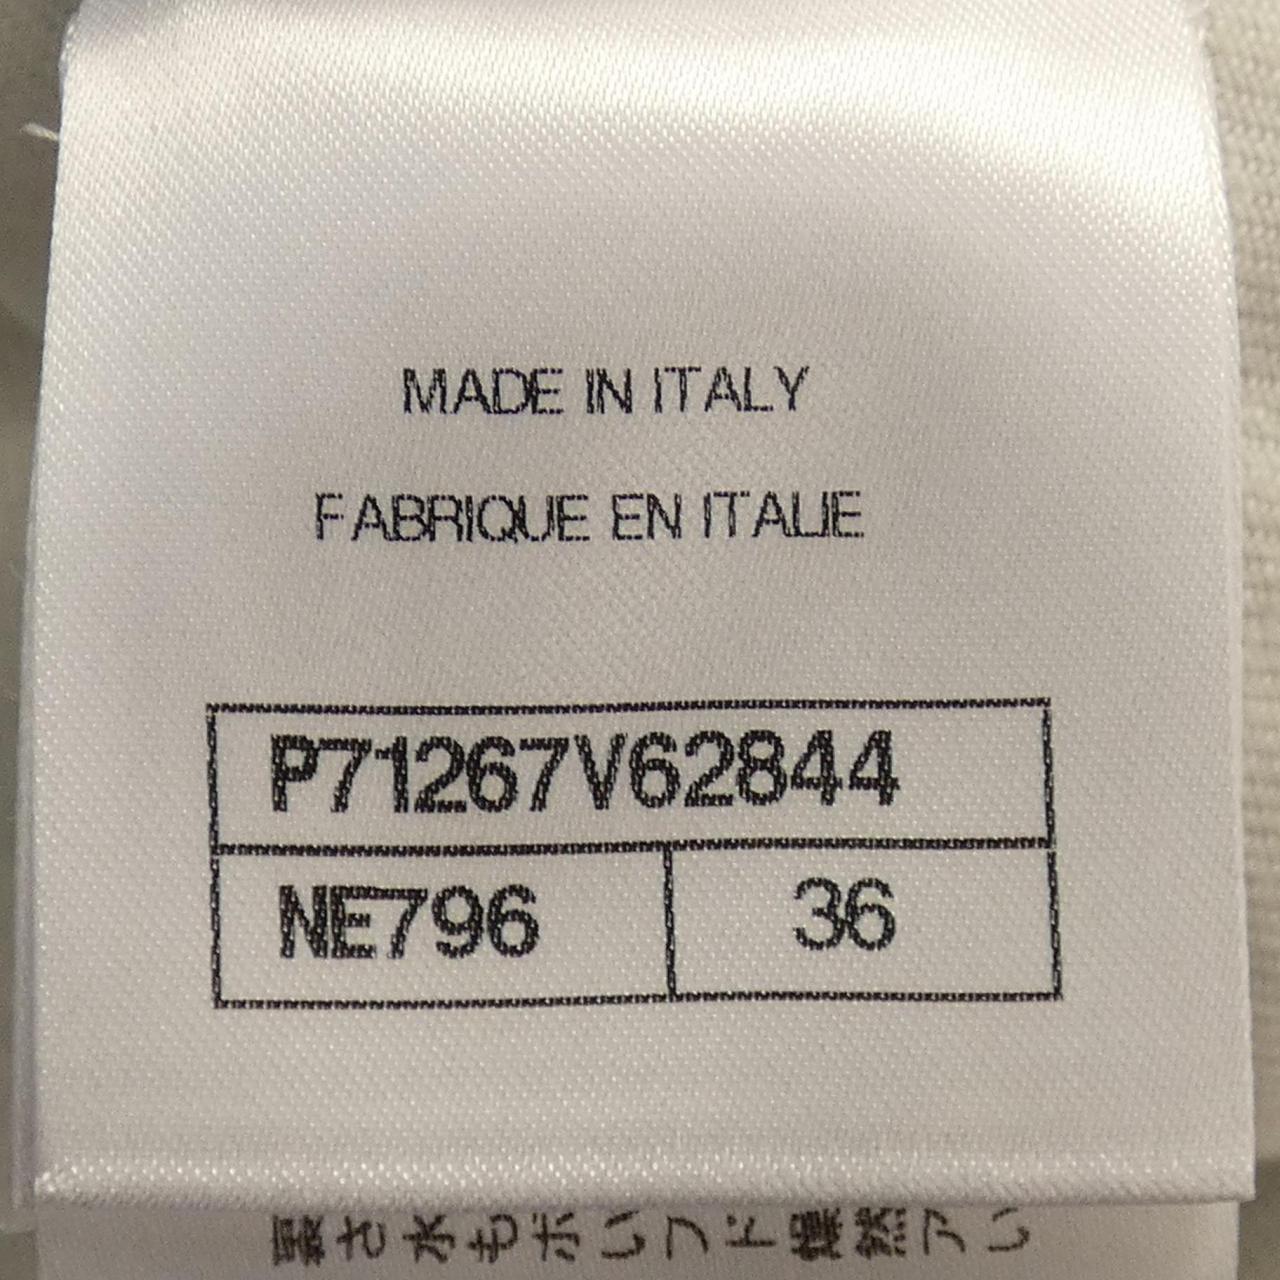 MADE IN ITALY
FABRIQUE EN ITALIE
P71267V62844
NE796
36